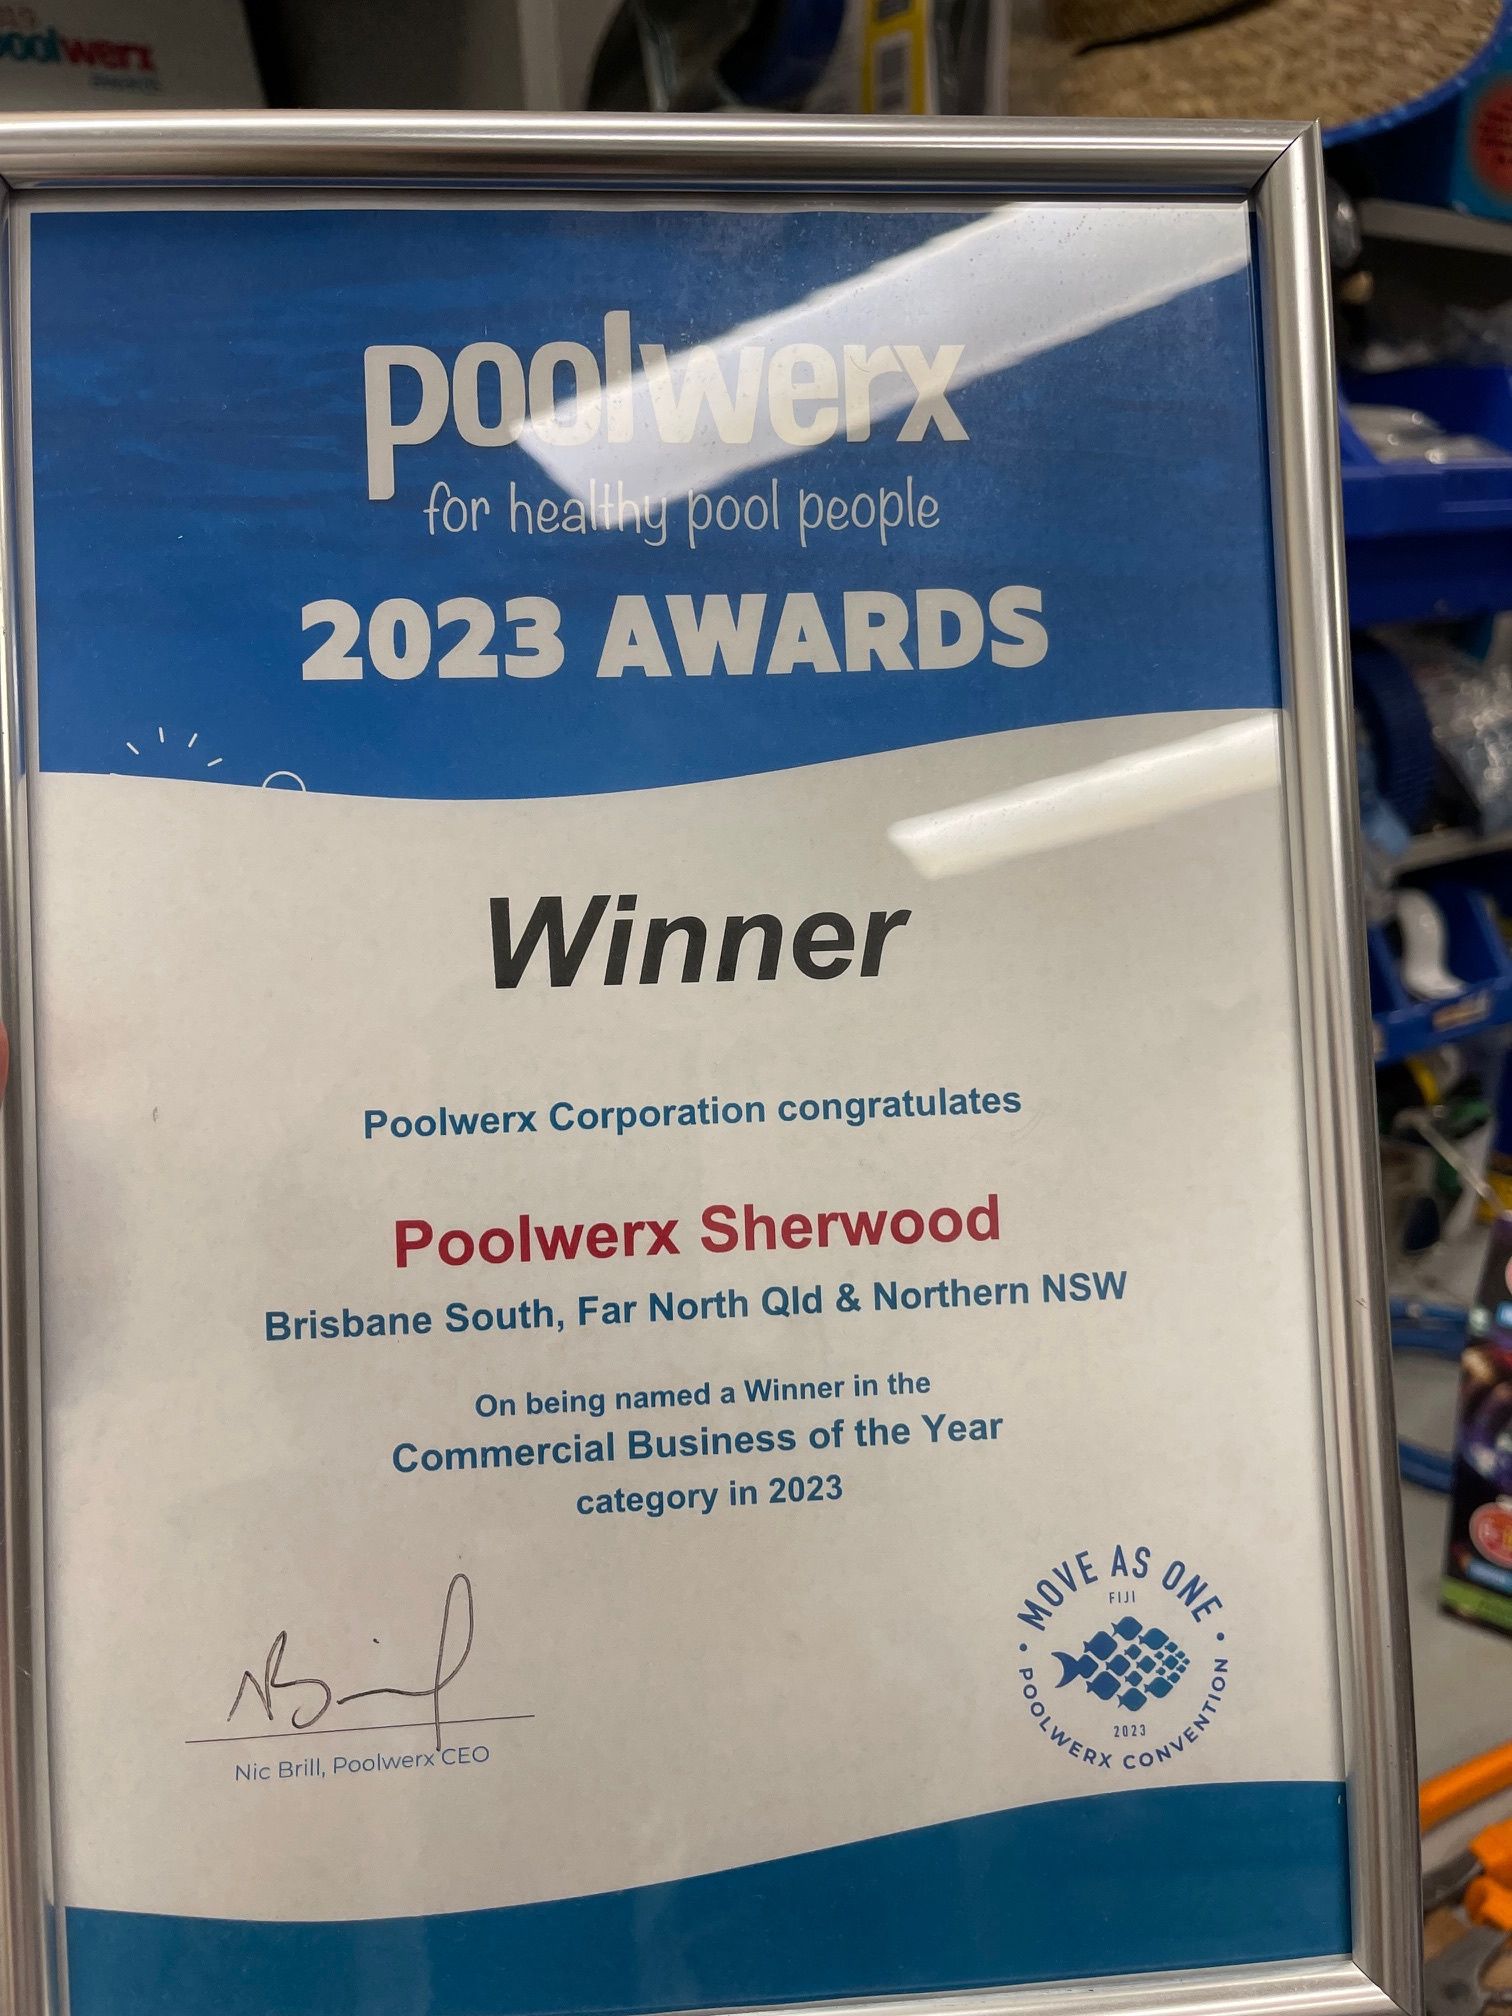 poolwerx
poolwerx
for healthy pool people
2023 AWARDS
Winner
Poolwerx Corporation congratulates
Poolwerx Sherwood
Brisbane South, Far North Qld & Northern NSW
On being named a Winner in the
Commercial Business of the Year
category in 2023
Nic Brill, Poolwerx CEO
MOVE AS ONE
FIJI
2023
POOLWERX CONVENTION